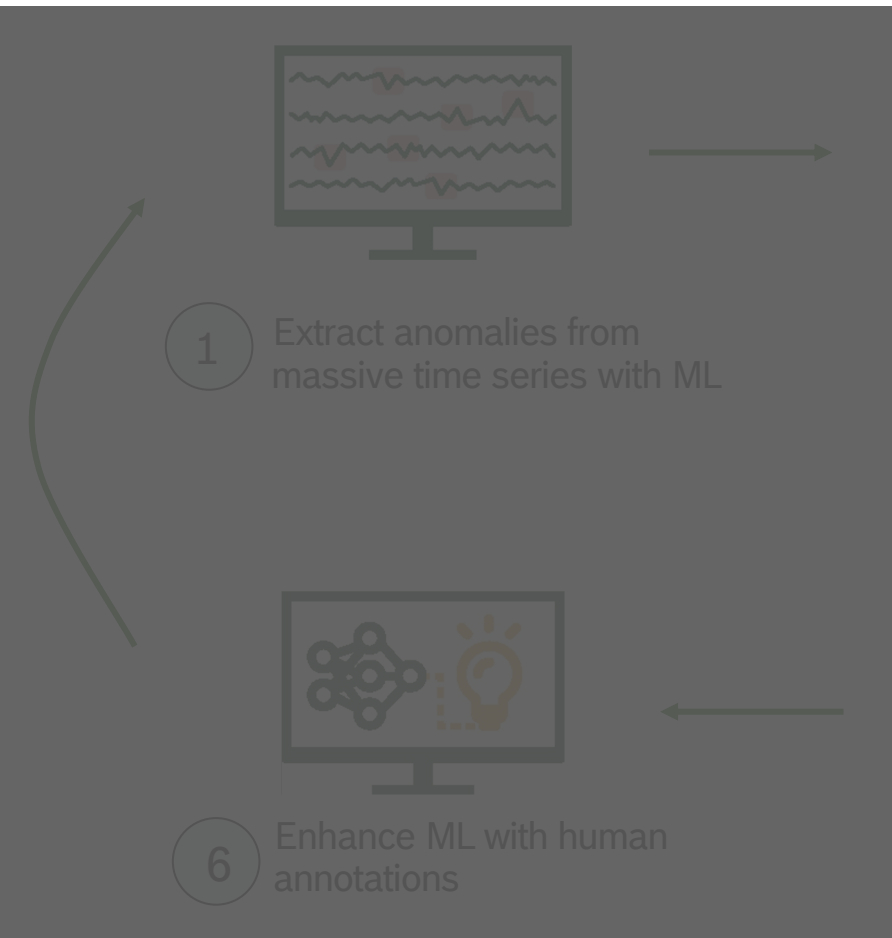 1
Extract anomalies from
massive time series with ML
6
Enhance ML with human
annotations